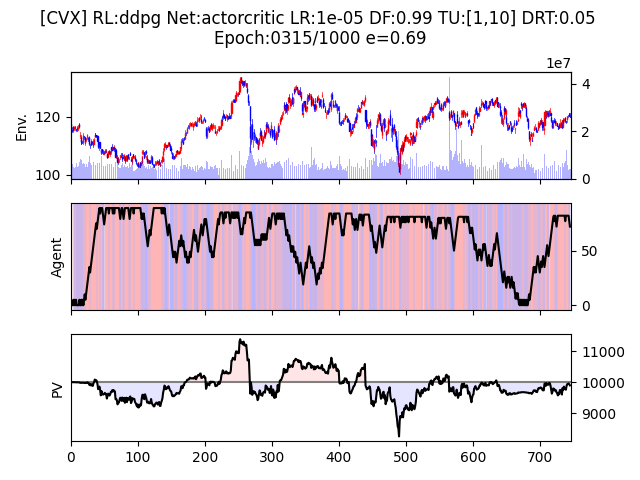 [CVX] RL:ddpg Net:actorcritic LR:1e-05 DF:0.99 TU:[1,10] DRT:0.05
Epoch:0315/1000 e=0.69
1e7
Env.
120
100
4
2
0
Agent
50
0
PV
11000
10000
9000
0 100 200 300 400 500 600 700